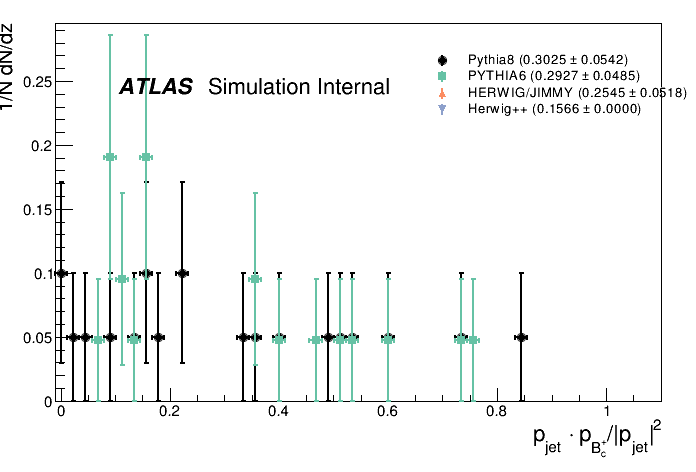 1/N dN/dz
ATLAS Simulation Internal
Pythia8 (0.3025 ± 0.0542)
PYTHIA6 (0.2927 ± 0.0485)
HERWIG/JIMMY (0.2545 ± 0.0518)
Herwig++ (0.1566 ± 0.0000)
0.25
0.2
0.15
0.1
0.05
0
0 0.2 0.4 0.6 0.8 1
p_jet · p_{B_c^+}/|p_jet|^2